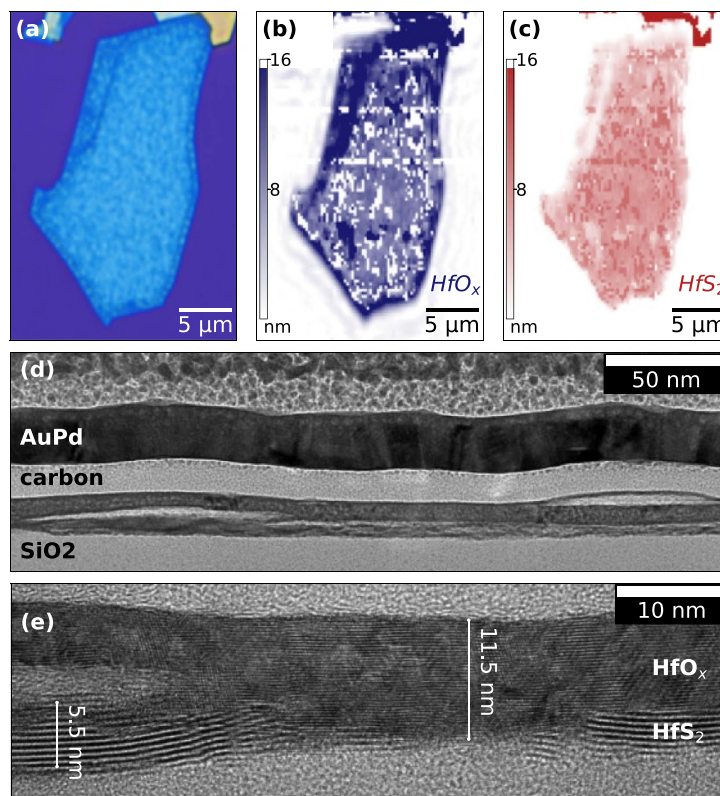 (a)
5 μm
(b)
16
8
nm
HfOₓ
5 μm
(c)
16
8
nm
HfS₂
5 μm
(d)
50 nm
AuPd
carbon
SiO2
(e)
10 nm
11.5 nm
HfOₓ
5.5 nm
HfS₂